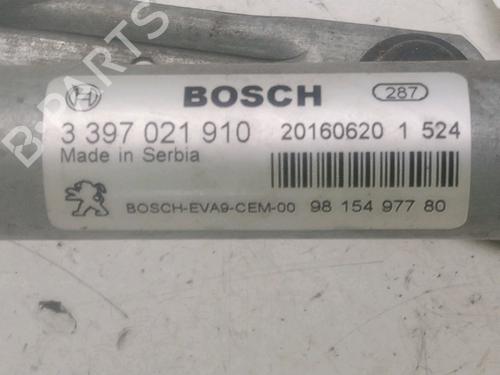 BOSCH 287
3 397 021 910 20160620 1 524
Made in Serbia
BOSCH-EVA9-CEM-00 98 154 977 80
B-PARTS